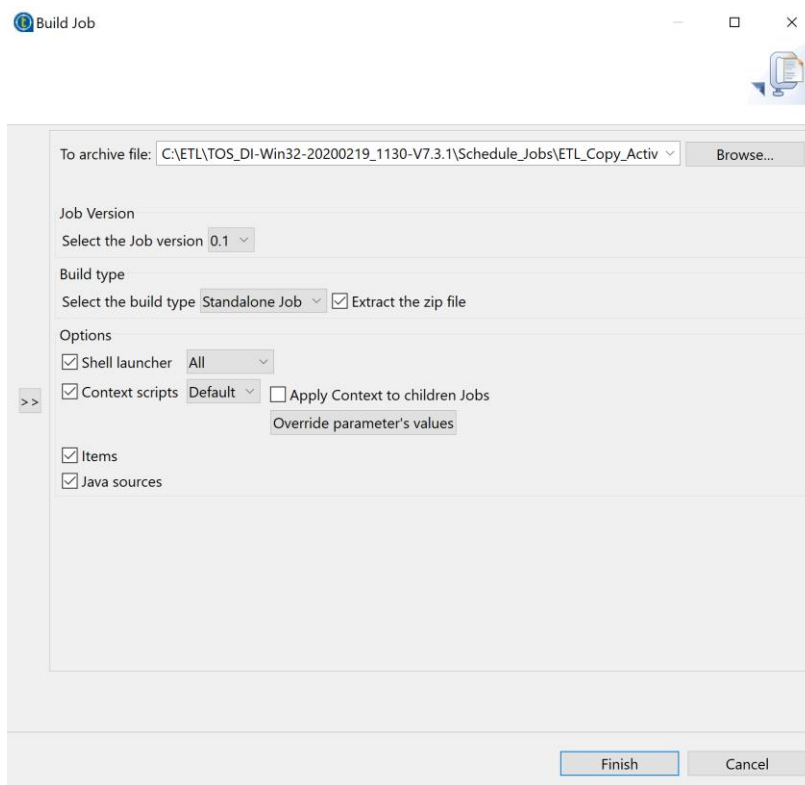 Build Job
To archive file: C:\ETL\TOS_DI-Win32-20200219_1130-V7.3.1\Schedule_Jobs\ETL_Copy_Activ Browse...
Job Version
Select the Job version 0.1
Build type
Select the build type Standalone Job Extract the zip file
Options
Shell launcher All
Context scripts Default Apply Context to children Jobs
>>
Override parameter's values
Items
Java sources
Finish Cancel